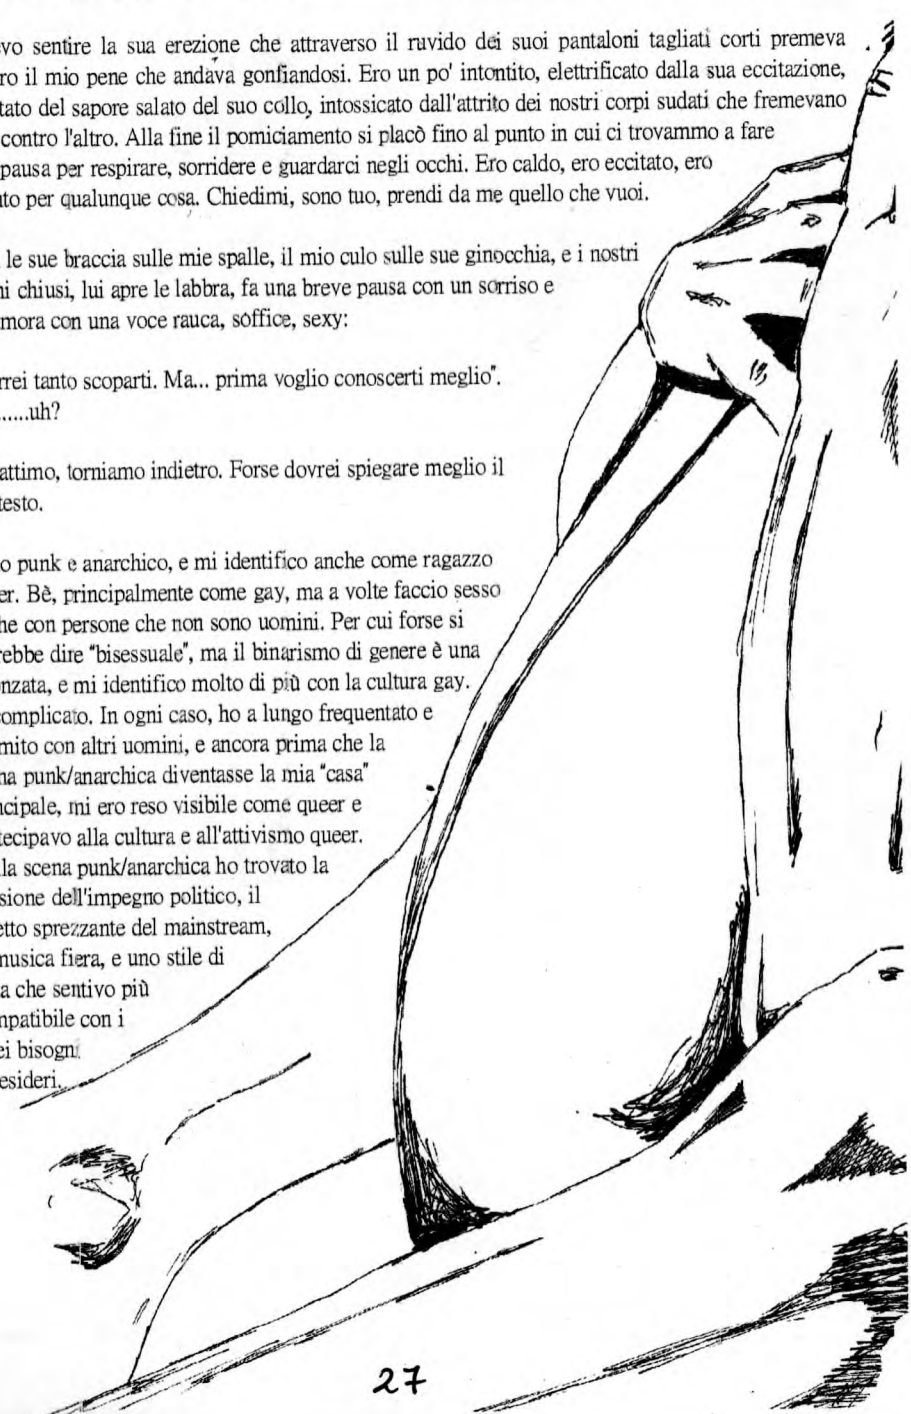 vo sentire la sua erezione che attraverso il ruvido dei suoi pantaloni tagliati corti premeva
ro il mio pene che andava gonfiandosi. Ero un po' intontito, elettrificato dalla sua eccitazione,
tato del sapore salato del suo collo, intossicato dall'attrito dei nostri corpi sudati che fremevano
contro l'altro. Alla fine il pomiciamento si placò fino al punto in cui ci trovammo a fare
pausa per respirare, sorridere e guardarci negli occhi. Ero caldo, ero eccitato, ero
to per qualunque cosa. Chiedimi, sono tuo, prendi da me quello che vuoi.
le sue braccia sulle mie spalle, il mio culo sulle sue ginocchia, e i nostri
ni chiusi, lui apre le labbra, fa una breve pausa con un sorriso e
mora con una voce rauca, soffice, sexy:
rrei tanto scoparti. Ma... prima voglio conoscerti meglio".
......uh?
attimo, torniamo indietro. Forse dovrei spiegare meglio il
testo.
o punk e anarchico, e mi identifico anche come ragazzo
er. Bè, principalmente come gay, ma a volte faccio sesso
he con persone che non sono uomini. Per cui forse si
rebbe dire "bisessuale", ma il binarismo di genere è una
nzata, e mi identifico molto di più con la cultura gay.
omplicato. In ogni caso, ho a lungo frequentato e
mito con altri uomini, e ancora prima che la
na punk/anarchica diventasse la mia "casa"
ncipale, mi ero reso visibile come queer e
tecipavo alla cultura e all'attivismo queer.
la scena punk/anarchica ho trovato la
sione dell'impegno politico, il
etto sprezzante del mainstream,
musica fiera, e uno stile di
a che sentivo più
mpatibile con i
ei bisogni
esideri.
27